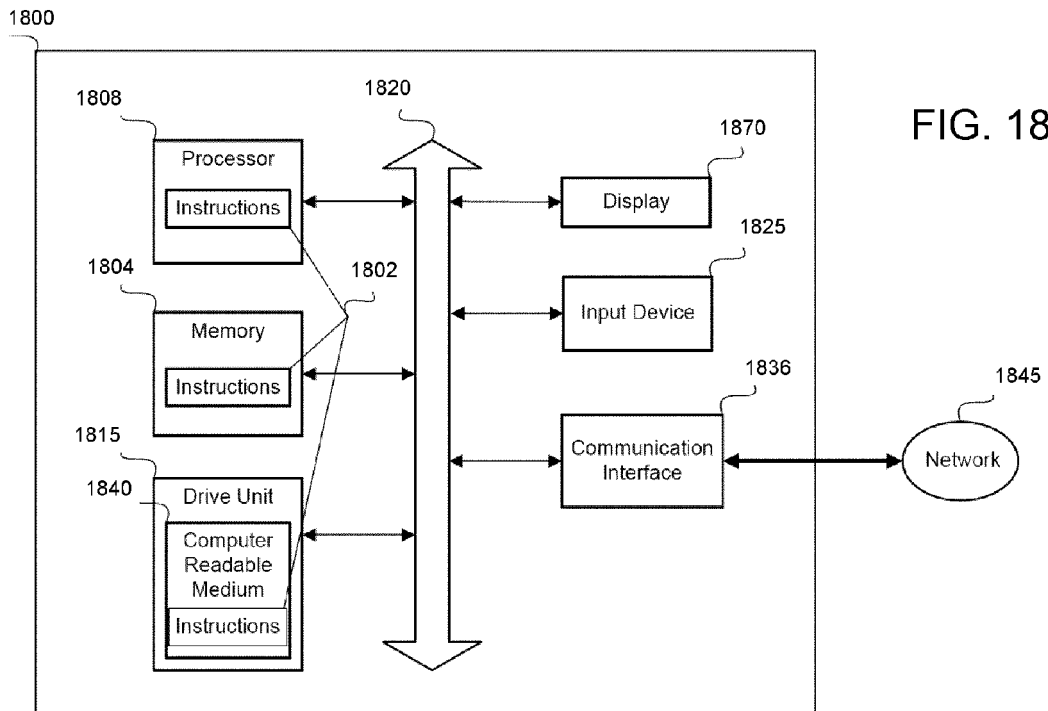 1800
1808
Processor
Instructions
1804
Memory
Instructions
1802
1815
Drive Unit
1840
Computer
Readable
Medium
Instructions
1820
1870
Display
1825
Input Device
1836
Communication
Interface
1845
Network
FIG. 18